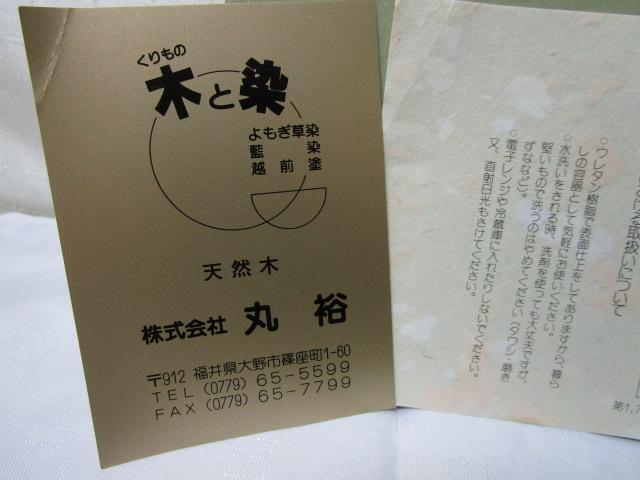 くりもの
木と染
よもぎ草染
藍染
越前塗
天然木
株式会社 丸裕
〒912 福井県大野市篠座町1-60
TEL (0779) 65-5599
FAX (0779) 65-7799
取扱いについて
○ウレタン樹脂で表面仕上をしてありますから、暮ら
しの容器として気軽にお使いください。
○水洗いをされる時、洗剤を使っても大丈夫ですが、
堅いもので洗うのはやめてください（タワシ・磨き
ずななど）。
○電子レンジや冷蔵庫に入れたりしないでください。
又、直射日光もさけてください。
第1.7